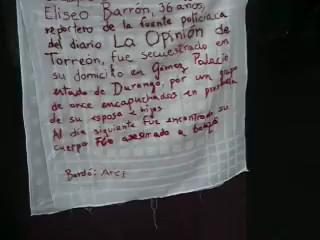 Eliseo Barrón, 36 años,
reportero de la fuente policiaca
del diario La Opinión de
Torreón, fue secuestrado en
su domicilio en Gómez Palacio
estado de Durango, por un grupo
de once encapuchados en presencia
de su esposa e hijos
Al día siguiente fue encontrado su
cuerpo Fue asesinado a
Bordó: Arci